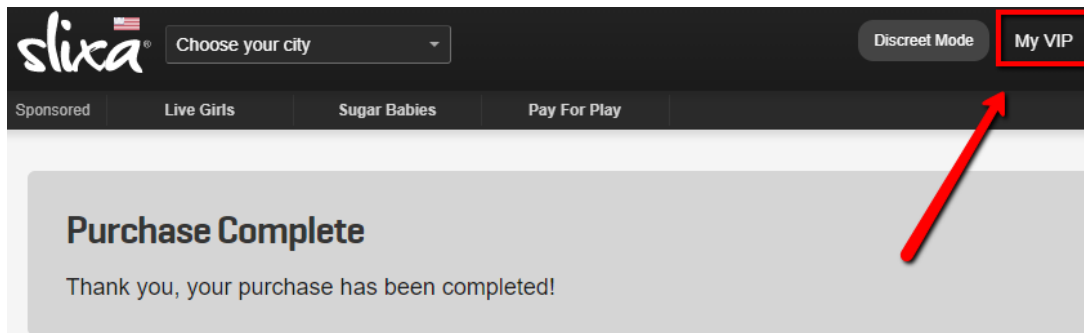 slixa®
Choose your city
Discreet Mode
My VIP
Sponsored
Live Girls
Sugar Babies
Pay For Play
Purchase Complete
Thank you, your purchase has been completed!